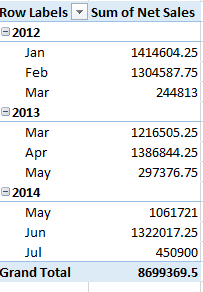 Row Labels Sum of Net Sales
2012
Jan 1414604.25
Feb 1304587.75
Mar 244813
2013
Mar 1216505.25
Apr 1386844.25
May 297376.75
2014
May 1061721
Jun 1322017.25
Jul 450900
Grand Total 8699369.5